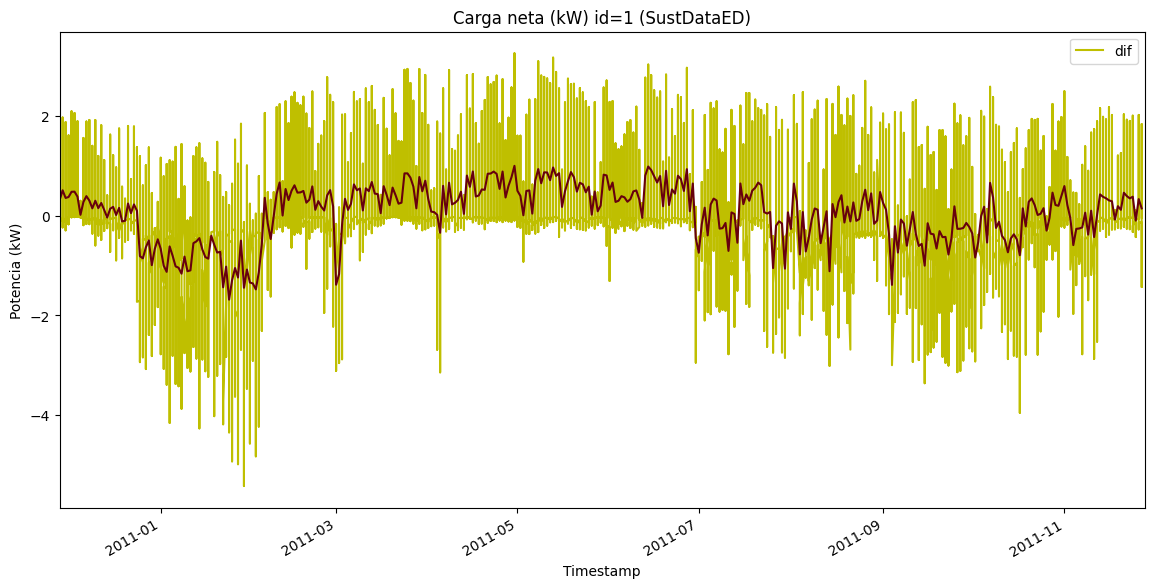 Carga neta (kW) id=1 (SustDataED)
dif
Potencia (kW)
2
0
−2
−4
2011-01
2011-03
2011-05
2011-07
2011-09
2011-11
Timestamp